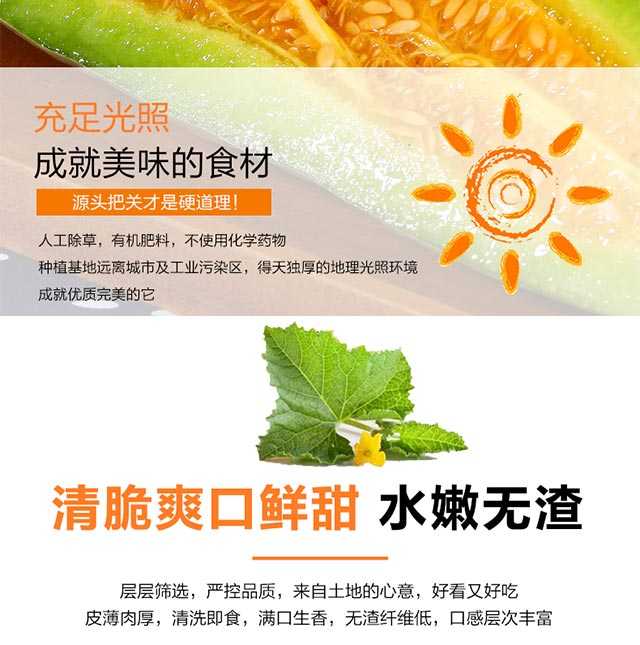 充足光照
成就美味的食材
源头把关才是硬道理!
人工除草，有机肥料，不使用化学药物
种植基地远离城市及工业污染区，得天独厚的地理光照环境
成就优质完美的它
清脆爽口鲜甜 水嫩无渣
层层筛选，严控品质，来自土地的心意，好看又好吃
皮薄肉厚，清洗即食，满口生香，无渣纤维低，口感层次丰富